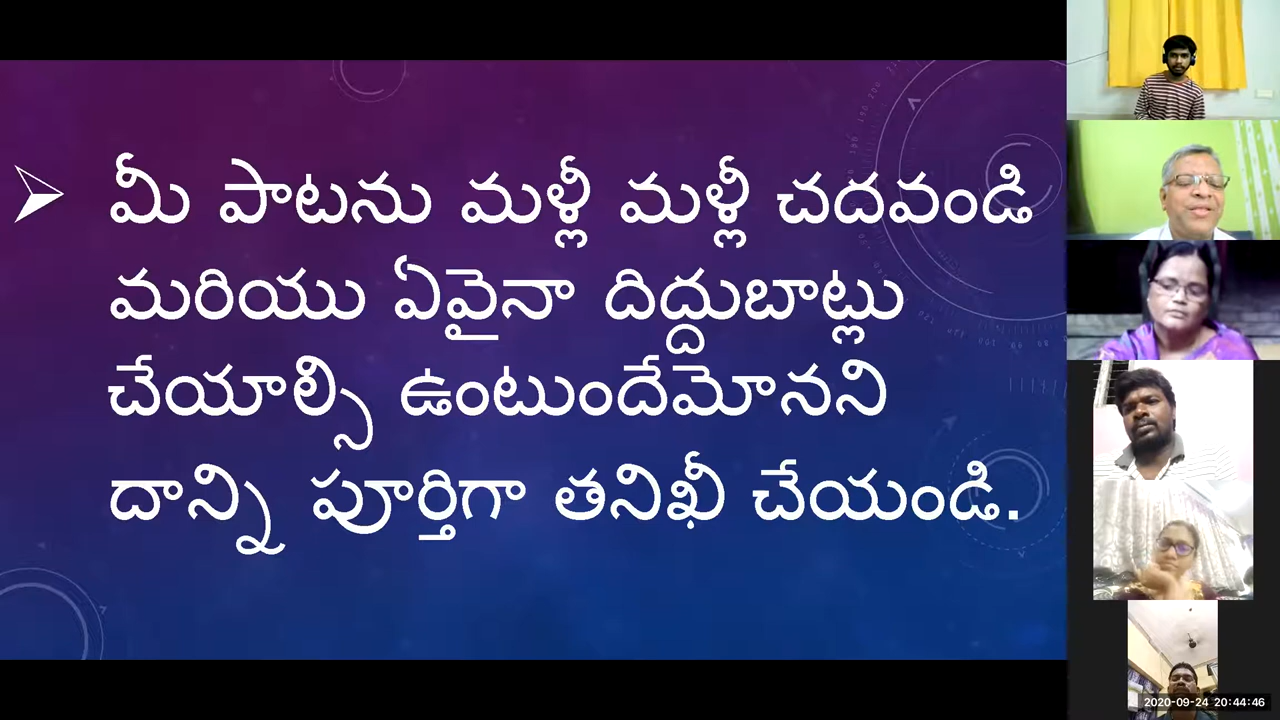 మీ పాటను మళ్లీ మళ్లీ చదవండి
మరియు ఏవైనా దిద్దుబాట్లు
చేయాల్సి ఉంటుందేమోనని
దాన్ని పూర్తిగా తనిఖీ చేయండి.
2020-09-24 20:44:46